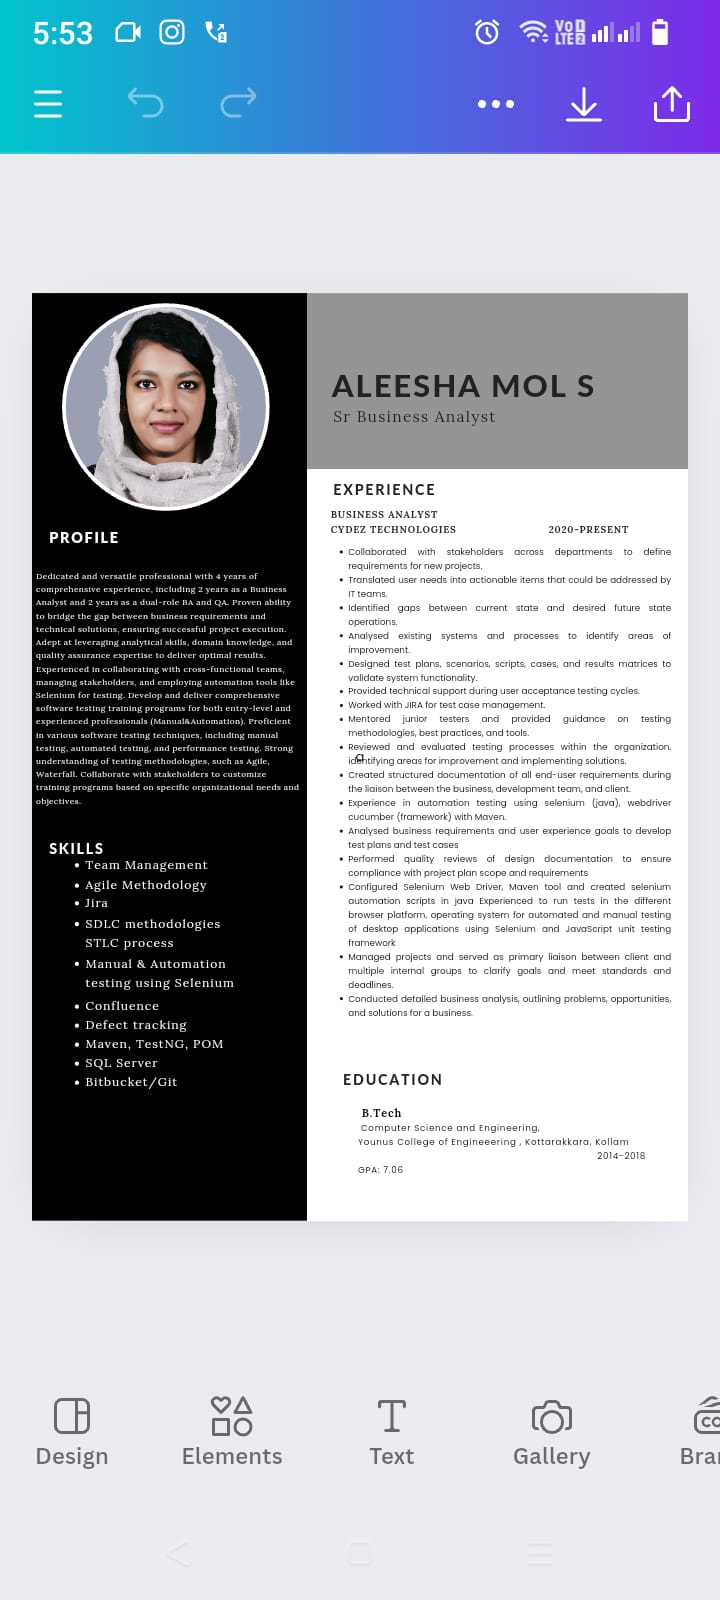 5:53
Vo 1
LTE 2
ALEESHA MOL S
Sr Business Analyst
PROFILE
Dedicated and versatile professional with 4 years of
comprehensive experience, including 2 years as a Business
Analyst and 2 years as a dual-role BA and QA. Proven ability
to bridge the gap between business requirements and
technical solutions, ensuring successful project execution.
Adept at leveraging analytical skills, domain knowledge, and
quality assurance expertise to deliver optimal results.
Experienced in collaborating with cross-functional teams,
managing stakeholders, and employing automation tools like
Selenium for testing. Develop and deliver comprehensive
software testing training programs for both entry-level and
experienced professionals (Manual&Automation). Proficient
in various software testing techniques, including manual
testing, automated testing, and performance testing. Strong
understanding of testing methodologies, such as Agile,
Waterfall. Collaborate with stakeholders to customize
training programs based on specific organizational needs and
objectives.
SKILLS
• Team Management
• Agile Methodology
• Jira
• SDLC methodologies
STLC process
• Manual & Automation
testing using Selenium
• Confluence
• Defect tracking
• Maven, TestNG, POM
• SQL Server
• Bitbucket/Git
EXPERIENCE
BUSINESS ANALYST
CYDEZ TECHNOLOGIES 2020-PRESENT
• Collaborated with stakeholders across departments to define
requirements for new projects.
• Translated user needs into actionable items that could be addressed by
IT teams.
• Identified gaps between current state and desired future state
operations.
• Analysed existing systems and processes to identify areas of
improvement.
• Designed test plans, scenarios, scripts, cases, and results matrices to
validate system functionality.
• Provided technical support during user acceptance testing cycles.
• Worked with JIRA for test case management.
• Mentored junior testers and provided guidance on testing
methodologies, best practices, and tools.
• Reviewed and evaluated testing processes within the organization,
identifying areas for improvement and implementing solutions.
a
• Created structured documentation of all end-user requirements during
the liaison between the business, development team, and client.
• Experience in automation testing using selenium (java), webdriver
cucumber (framework) with Maven.
• Analysed business requirements and user experience goals to develop
test plans and test cases
• Performed quality reviews of design documentation to ensure
compliance with project plan scope and requirements
• Configured Selenium Web Driver, Maven tool and created selenium
automation scripts in java Experienced to run tests in the different
browser platform, operating system for automated and manual testing
of desktop applications using Selenium and JavaScript unit testing
framework
• Managed projects and served as primary liaison between client and
multiple internal groups to clarify goals and meet standards and
deadlines.
• Conducted detailed business analysis, outlining problems, opportunities,
and solutions for a business.
EDUCATION
B.Tech
Computer Science and Engineering,
Younus College of Engineeering , Kottarakkara, Kollam
2014-2018
GPA: 7.06
Design Elements Text Gallery